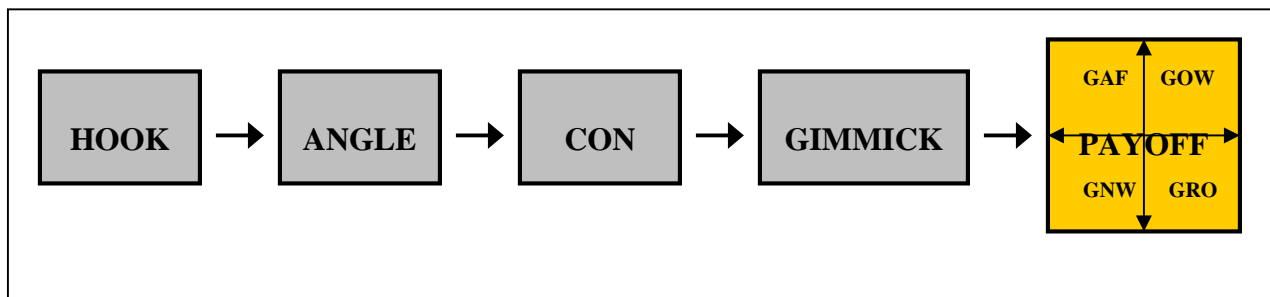 HOOK
ANGLE
CON
GIMMICK
GAF GOW
PAYOFF
GNW GRO